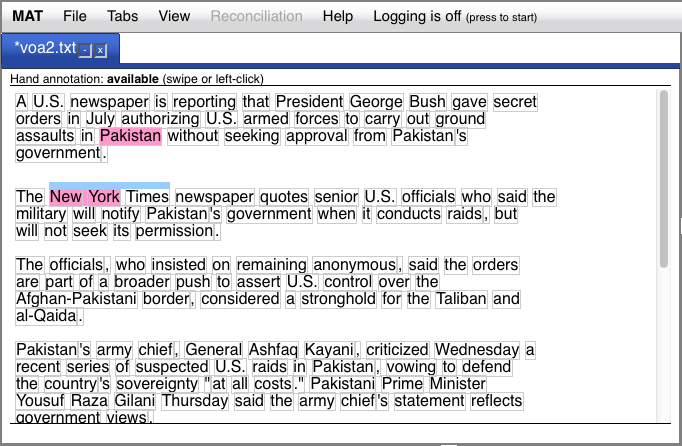 MAT File Tabs View Reconciliation Help Logging is off (press to start)
*voa2.txt - x
Hand annotation: available (swipe or left-click)
A U.S. newspaper is reporting that President George Bush gave secret
orders in July authorizing U.S. armed forces to carry out ground
assaults in Pakistan without seeking approval from Pakistan's
government.
The New York Times newspaper quotes senior U.S. officials who said the
military will notify Pakistan's government when it conducts raids, but
will not seek its permission.
The officials, who insisted on remaining anonymous, said the orders
are part of a broader push to assert U.S. control over the
Afghan-Pakistani border, considered a stronghold for the Taliban and
al-Qaida.
Pakistan's army chief, General Ashfaq Kayani, criticized Wednesday a
recent series of suspected U.S. raids in Pakistan, vowing to defend
the country's sovereignty "at all costs." Pakistani Prime Minister
Yousuf Raza Gilani Thursday said the army chief's statement reflects
government views.